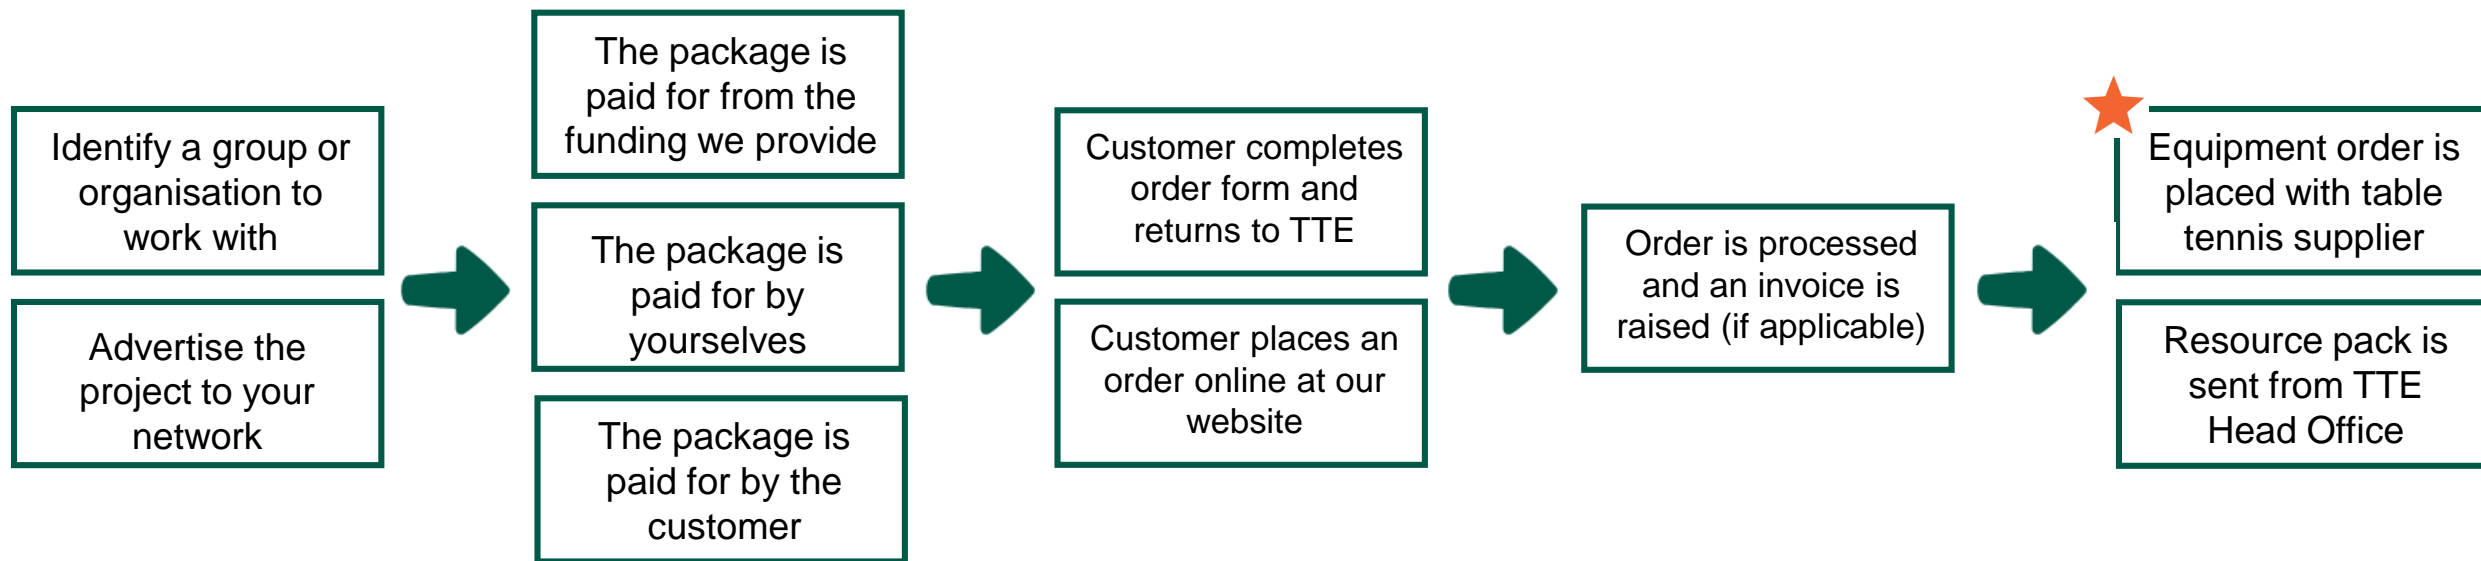 Identify a group or
organisation to
work with
Advertise the
project to your
network
The package is
paid for from the
funding we provide
The package is
paid for by
yourselves
The package is
paid for by the
customer
Customer completes
order form and
returns to TTE
Customer places an
order online at our
website
Order is processed
and an invoice is
raised (if applicable)
Equipment order is
placed with table
tennis supplier
Resource pack is
sent from TTE
Head Office